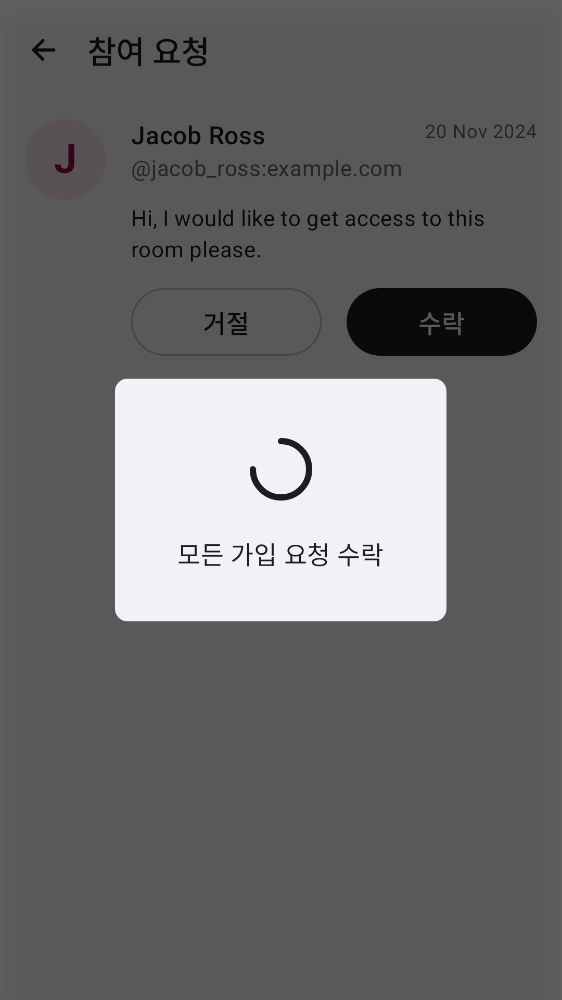 참여 요청
J
Jacob Ross
20 Nov 2024
@jacob_ross:example.com
Hi, I would like to get access to this
room please.
거절
수락
모든 가입 요청 수락